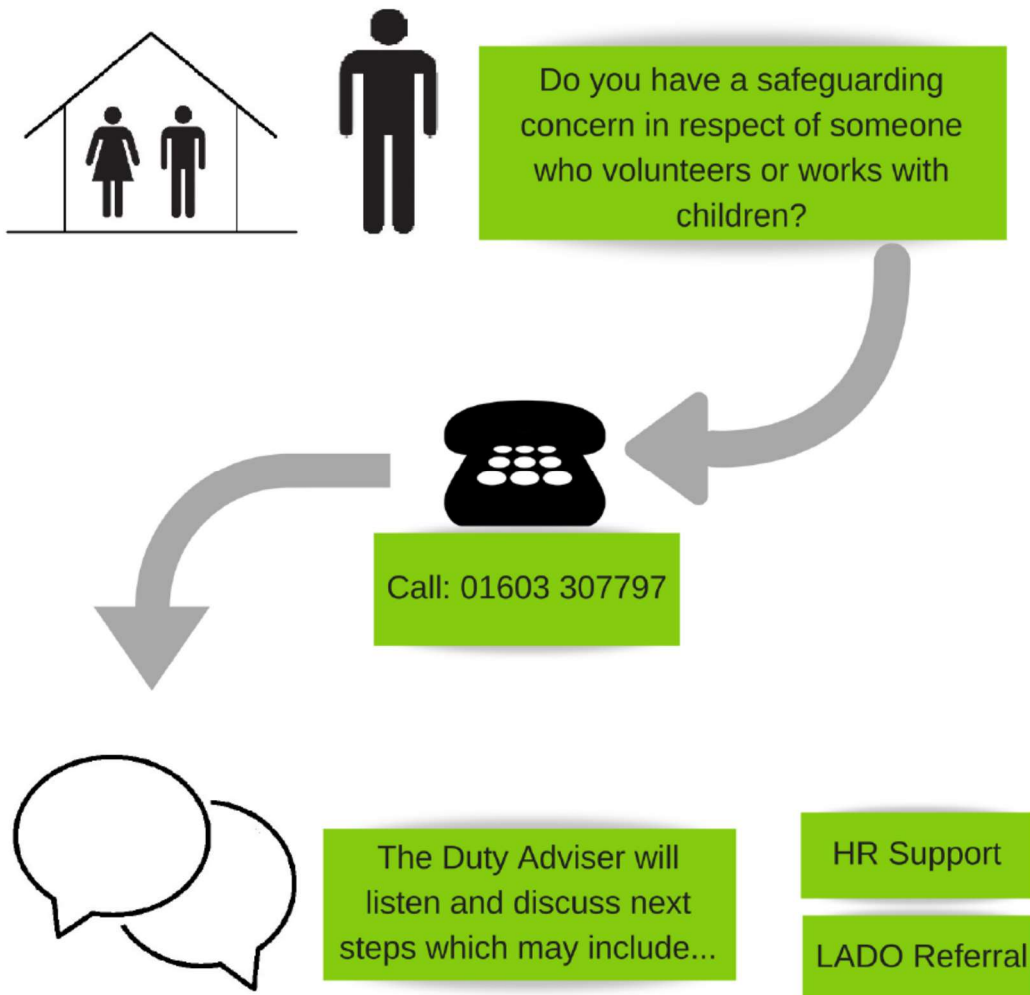 Do you have a safeguarding
concern in respect of someone
who volunteers or works with
children?
Call: 01603 307797
The Duty Adviser will
listen and discuss next
steps which may include...
HR Support
LADO Referral